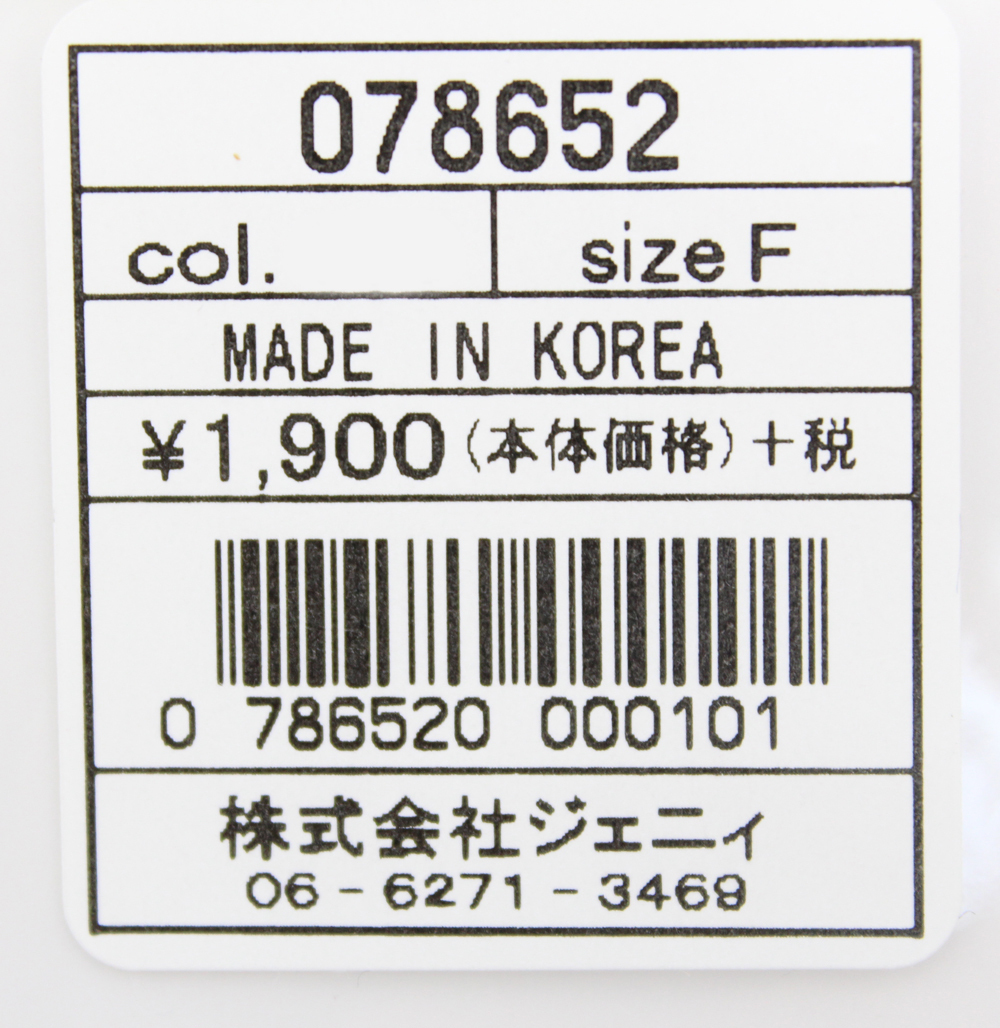 078652
col. size F
MADE IN KOREA
¥1,900(本体価格)+税
0 786520 000101
株式会社ジェニィ
06-6271-3469